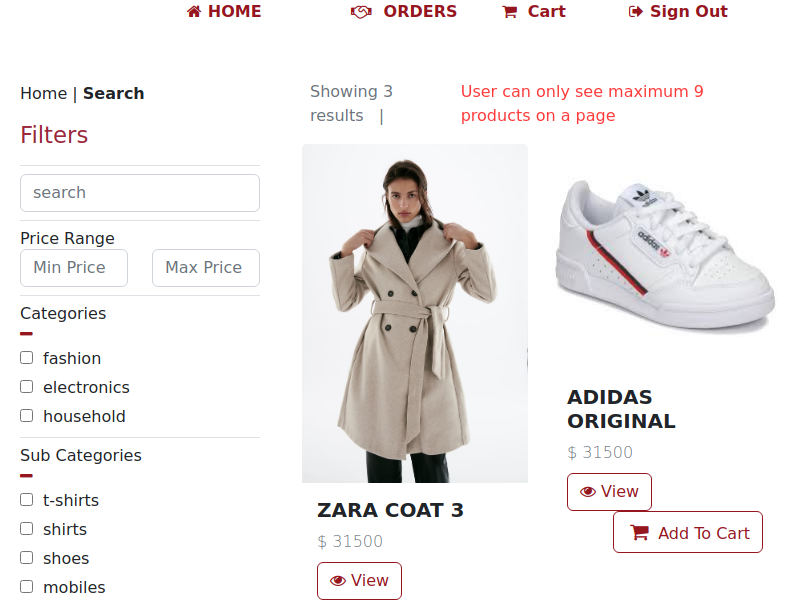 HOME
ORDERS
Cart
Sign Out
Home | Search
Filters
search
Price Range
Min Price
Max Price
Categories
fashion
electronics
household
Sub Categories
t-shirts
shirts
shoes
mobiles
Showing 3
results |
User can only see maximum 9
products on a page
ZARA COAT 3
$ 31500
View
adidas
ADIDAS
ORIGINAL
$ 31500
View
Add To Cart